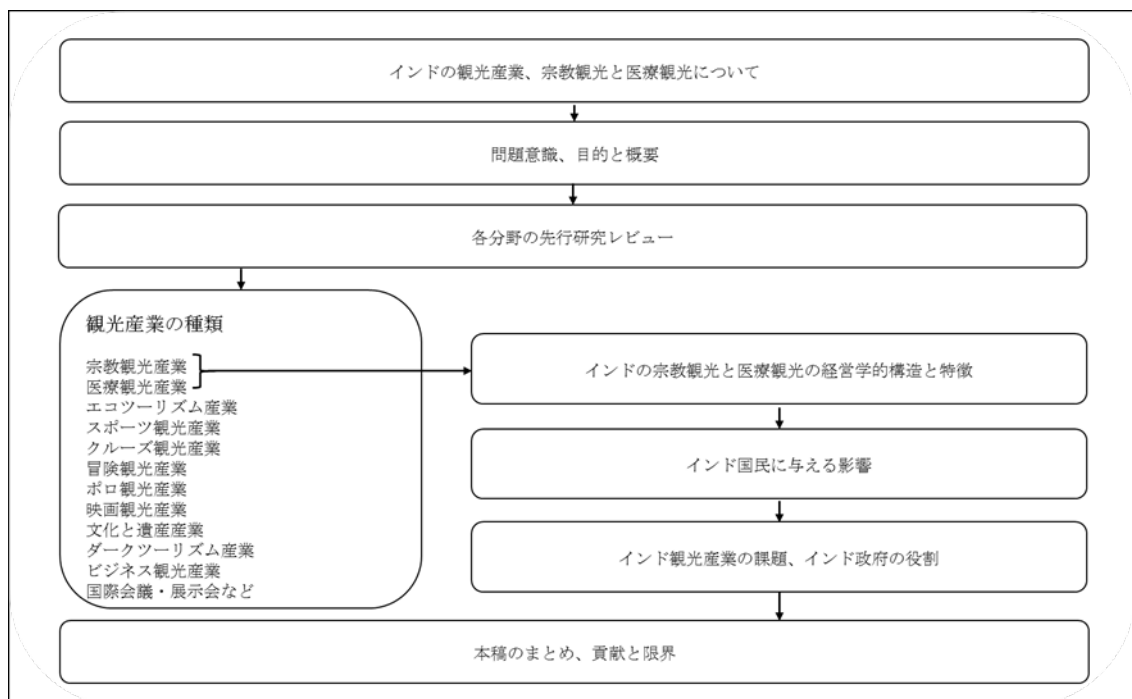 インドの観光産業、宗教観光と医療観光について
問題意識、目的と概要
各分野の先行研究レビュー
観光産業の種類
宗教観光産業
医療観光産業
エコツーリズム産業
スポーツ観光産業
クルーズ観光産業
冒険観光産業
ポロ観光産業
映画観光産業
文化と遺産産業
ダークツーリズム産業
ビジネス観光産業
国際会議・展示会など
インドの宗教観光と医療観光の経営学的構造と特徴
インド国民に与える影響
インド観光産業の課題、インド政府の役割
本稿のまとめ、貢献と限界